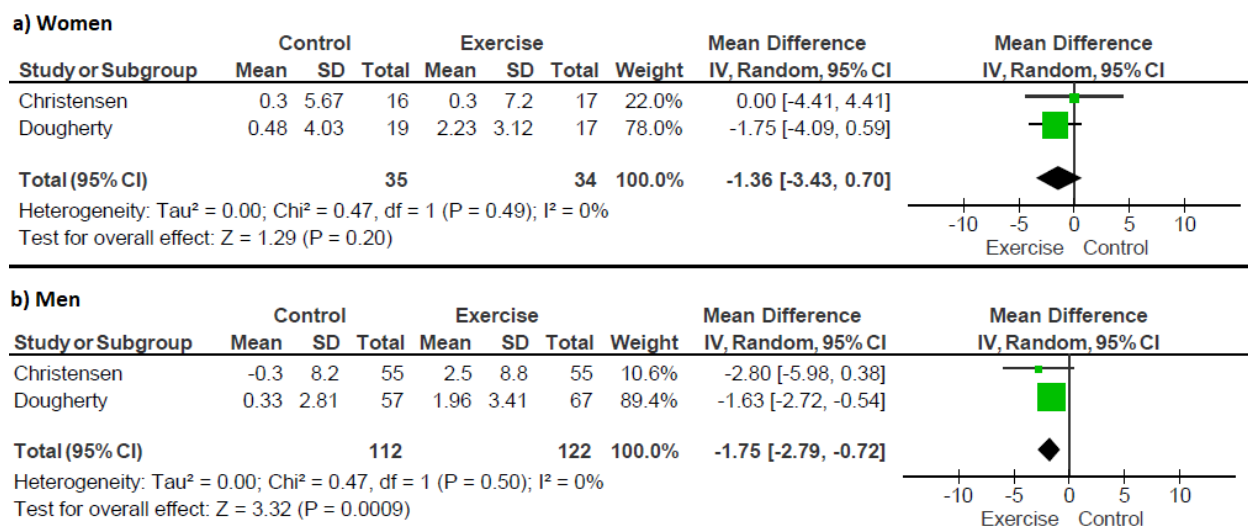 a) Women
Control Exercise Mean Difference Mean Difference
Study or Subgroup Mean SD Total Mean SD Total Weight IV, Random, 95% CI IV, Random, 95% CI
Christensen 0.3 5.67 16 0.3 7.2 17 22.0% 0.00 [-4.41, 4.41]
Dougherty 0.48 4.03 19 2.23 3.12 17 78.0% -1.75 [-4.09, 0.59]
Total (95% CI) 35 34 100.0% -1.36 [-3.43, 0.70]
Heterogeneity: Tau² = 0.00; Chi² = 0.47, df = 1 (P = 0.49); I² = 0%
Test for overall effect: Z = 1.29 (P = 0.20)
-10 -5 0 5 10
Exercise Control
b) Men
Control Exercise Mean Difference Mean Difference
Study or Subgroup Mean SD Total Mean SD Total Weight IV, Random, 95% CI IV, Random, 95% CI
Christensen -0.3 8.2 55 2.5 8.8 55 10.6% -2.80 [-5.98, 0.38]
Dougherty 0.33 2.81 57 1.96 3.41 67 89.4% -1.63 [-2.72, -0.54]
Total (95% CI) 112 122 100.0% -1.75 [-2.79, -0.72]
Heterogeneity: Tau² = 0.00; Chi² = 0.47, df = 1 (P = 0.50); I² = 0%
Test for overall effect: Z = 3.32 (P = 0.0009)
-10 -5 0 5 10
Exercise Control